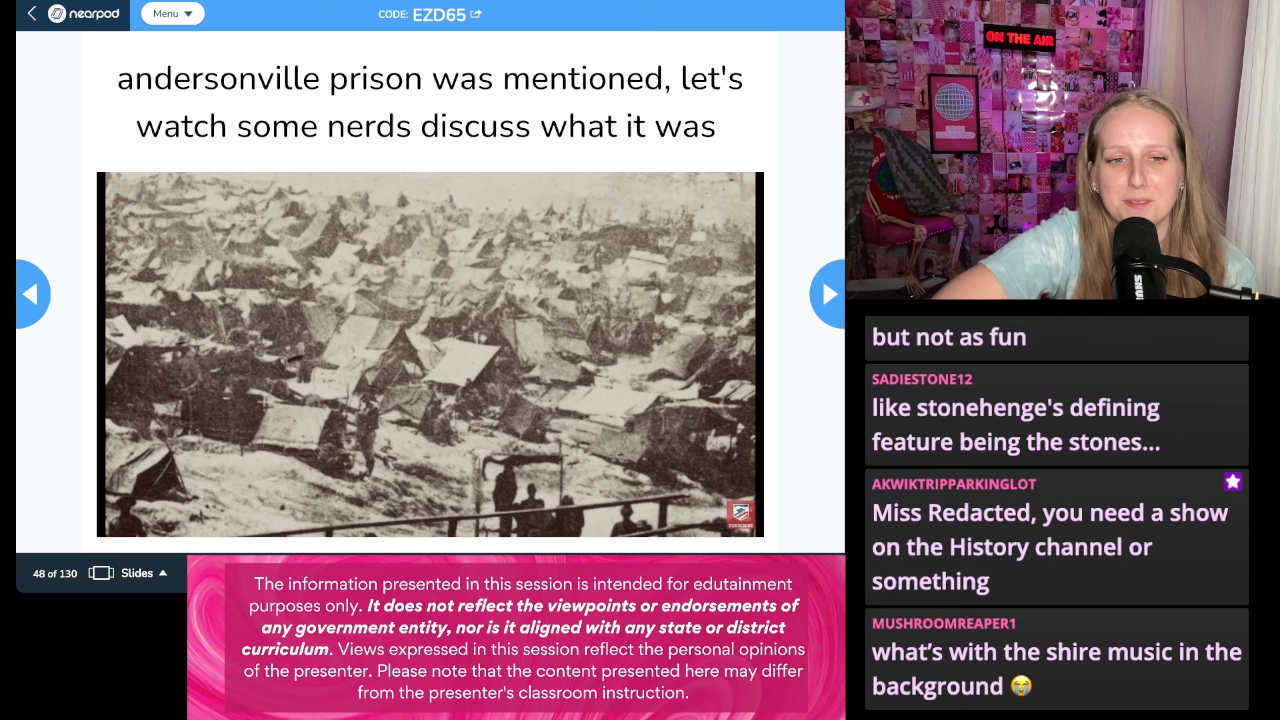 nearpod
Menu
CODE: EZD65
ON THE AIR
andersonville prison was mentioned, let's
watch some nerds discuss what it was
SUBSCRIBE
48 of 130
Slides
The information presented in this session is intended for edutainment
purposes only. It does not reflect the viewpoints or endorsements of
any government entity, nor is it aligned with any state or district
curriculum. Views expressed in this session reflect the personal opinions
of the presenter. Please note that the content presented here may differ
from the presenter's classroom instruction.
SHUR
but not as fun
SADIESTONE12
like stonehenge's defining
feature being the stones...
AKWIKTRIPPARKINGLOT
Miss Redacted, you need a show
on the History channel or
something
MUSHROOMREAPER1
what's with the shire music in the
background 😭